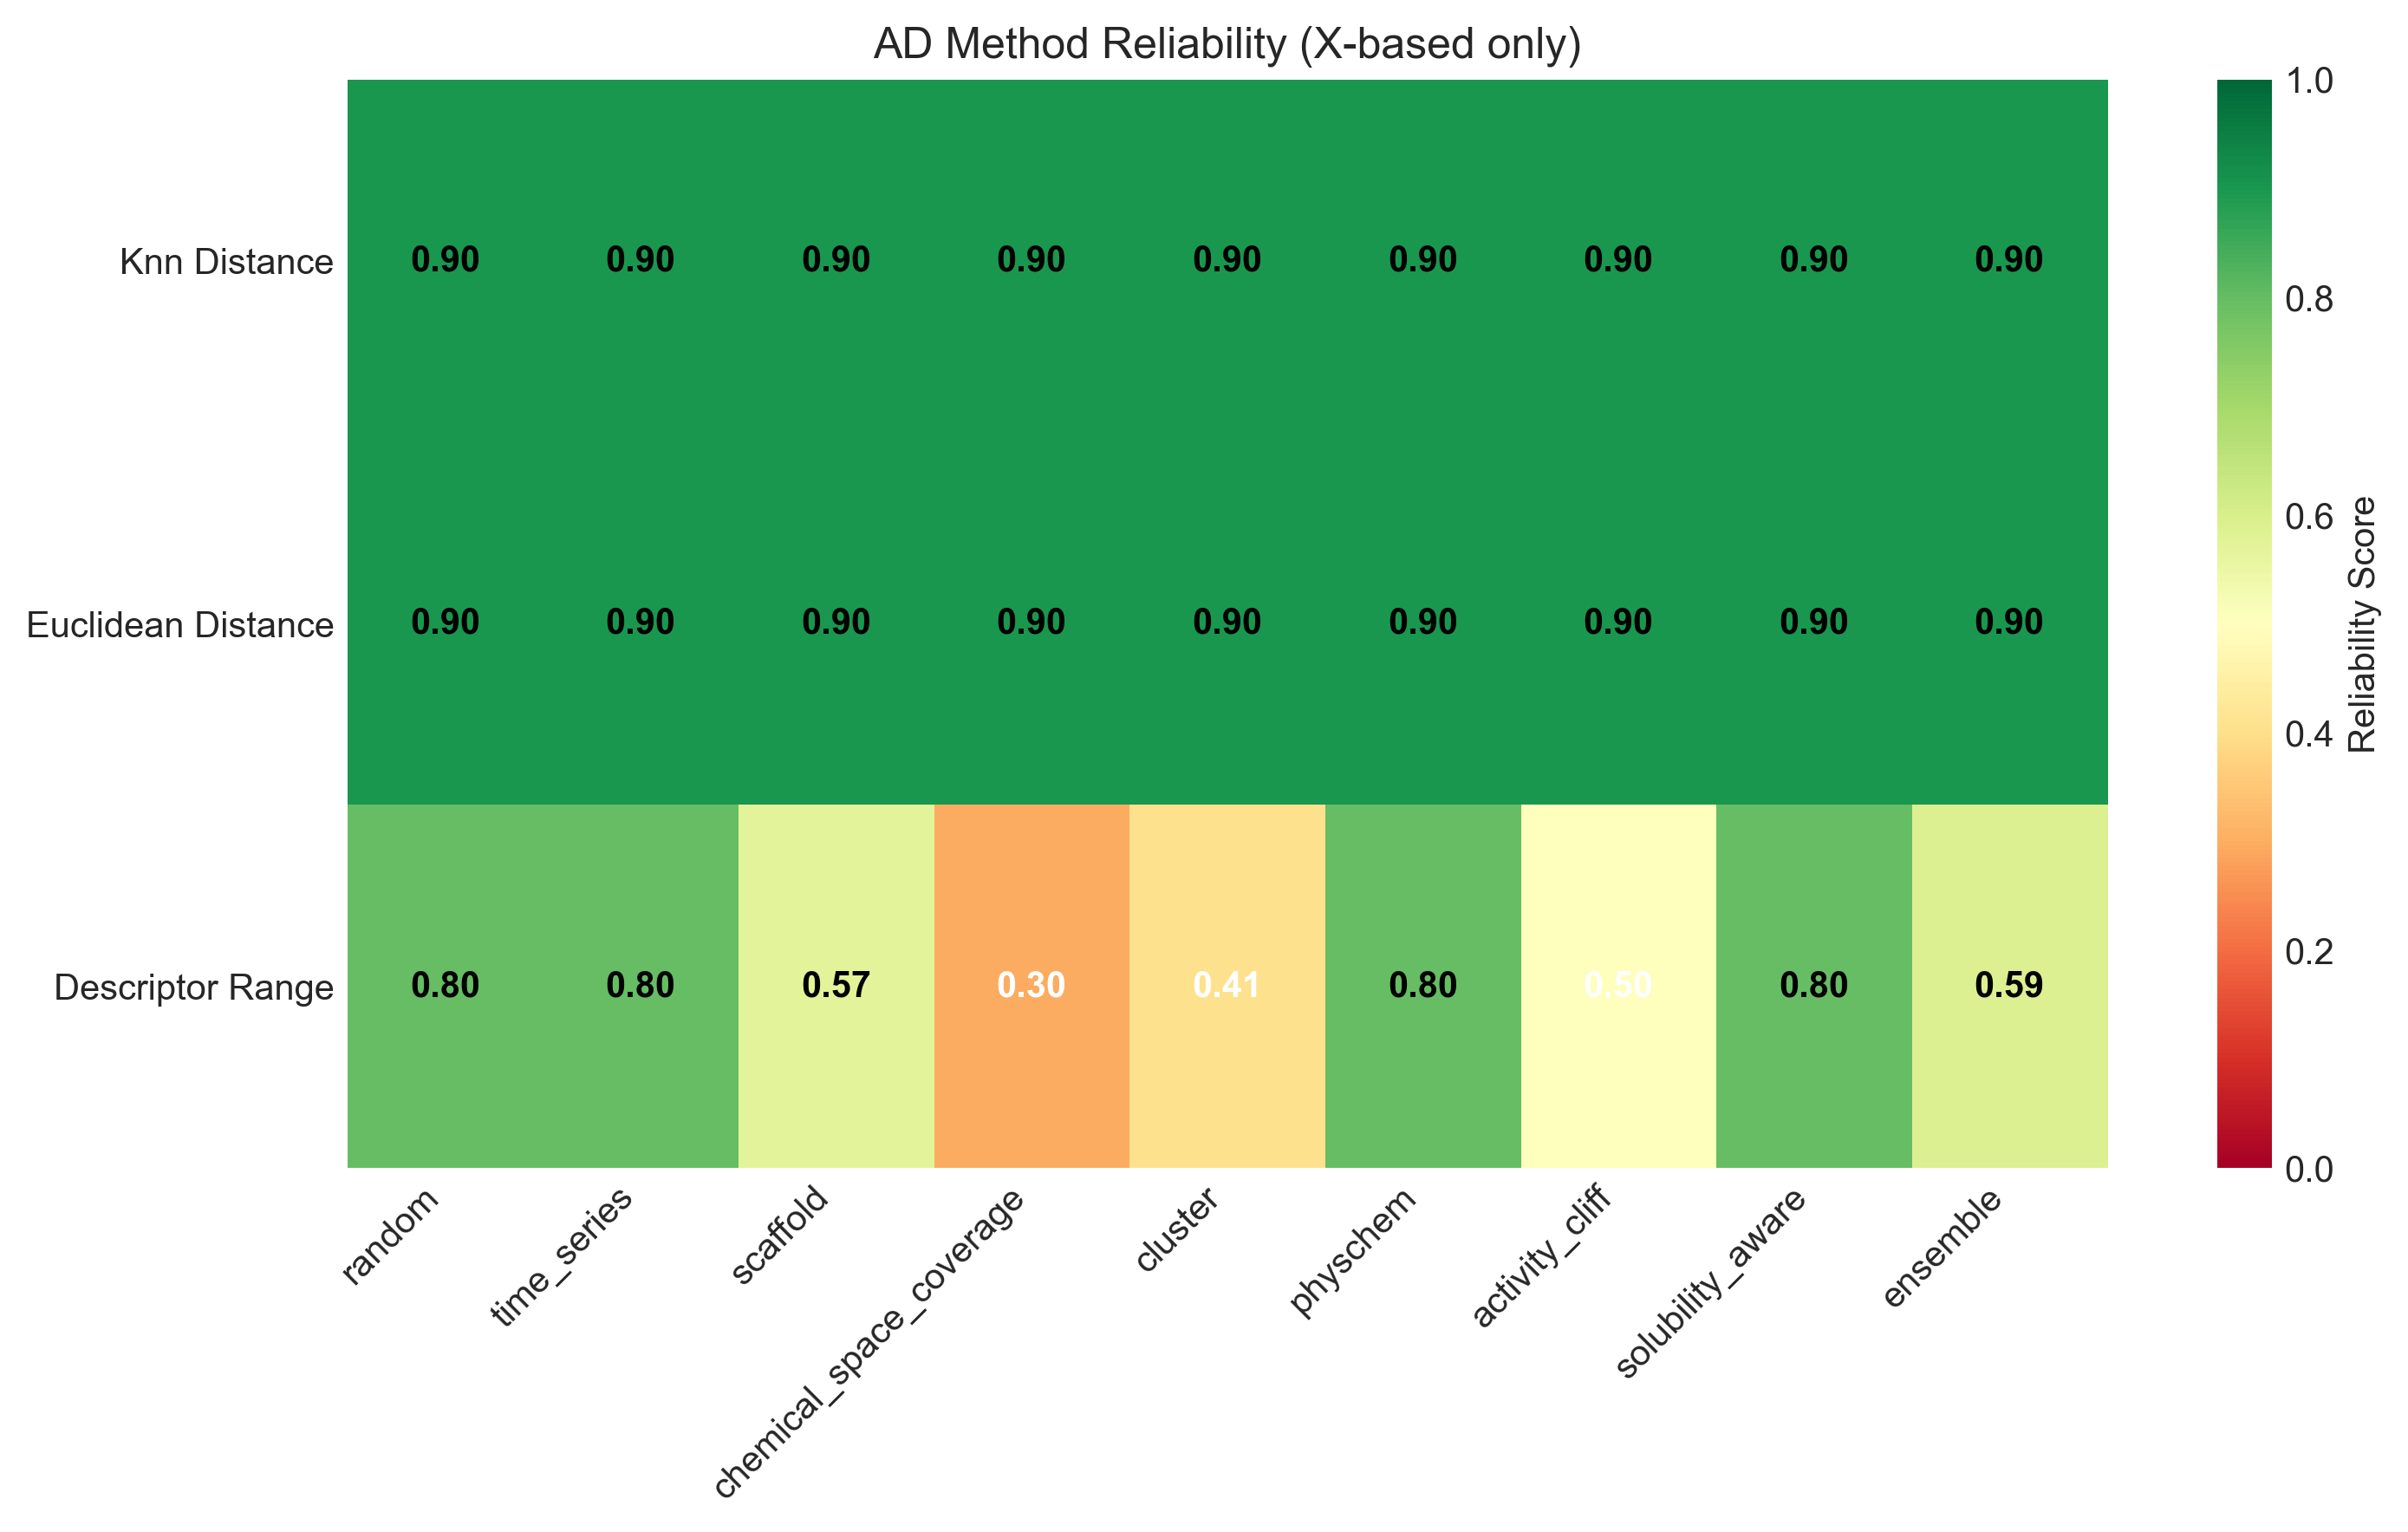 AD Method Reliability (X-based only)
Knn Distance 0.90 0.90 0.90 0.90 0.90 0.90 0.90 0.90 0.90
Euclidean Distance 0.90 0.90 0.90 0.90 0.90 0.90 0.90 0.90 0.90
Descriptor Range 0.80 0.80 0.57 0.30 0.41 0.80 0.50 0.80 0.59
random
time_series
scaffold
chemical_space_coverage
cluster
physchem
activity_cliff
solubility_aware
ensemble
1.0
0.8
0.6
0.4
0.2
0.0
Reliability Score